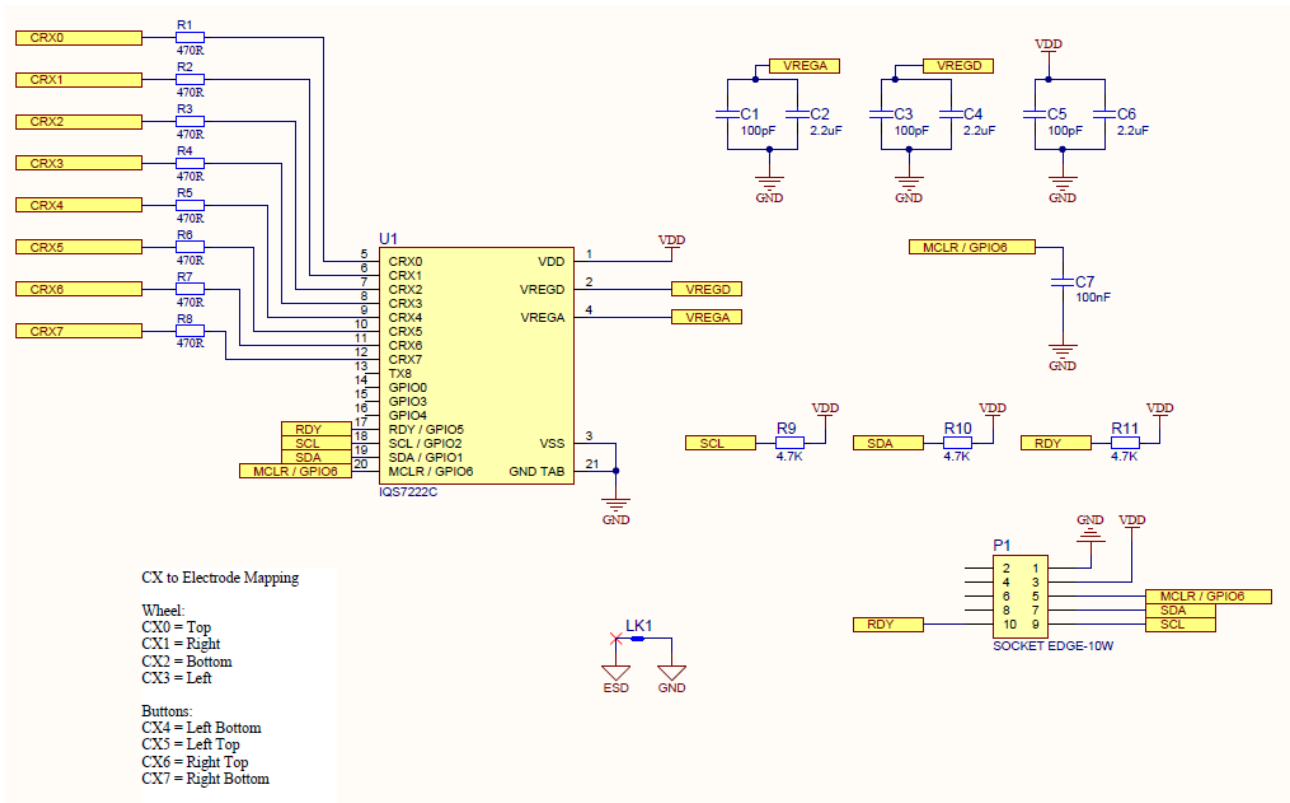 CRX0
R1
470R
CRX1
R2
470R
CRX2
R3
470R
CRX3
R4
470R
CRX4
R5
470R
CRX5
R6
470R
CRX6
R7
470R
CRX7
R8
470R
U1
5 CRX0
6 CRX1
7 CRX2
8 CRX3
9 CRX4
10 CRX5
11 CRX6
12 CRX7
13 TX8
14 GPIO0
15 GPIO3
16 GPIO4
RDY 17 RDY / GPIO5
SCL 18 SCL / GPIO2
SDA 19 SDA / GPIO1
MCLR / GPIO6 20 MCLR / GPIO6
VDD 1 VDD
VREGD 2 VREGD
VREGA 4 VREGA
VSS 3
GND TAB 21
GND
IQS7222C
VREGA
C1
100pF
C2
2.2uF
GND
VREGD
C3
100pF
C4
2.2uF
GND
VDD
C5
100pF
C6
2.2uF
GND
MCLR / GPIO6
C7
100nF
GND
SCL
R9
4.7K
VDD
SDA
R10
4.7K
VDD
RDY
R11
4.7K
VDD
GND VDD
P1
2 1
4 3
6 5 MCLR / GPIO6
8 7 SDA
RDY 10 9 SCL
SOCKET EDGE-10W
LK1
ESD GND
CX to Electrode Mapping
Wheel:
CX0 = Top
CX1 = Right
CX2 = Bottom
CX3 = Left
Buttons:
CX4 = Left Bottom
CX5 = Left Top
CX6 = Right Top
CX7 = Right Bottom